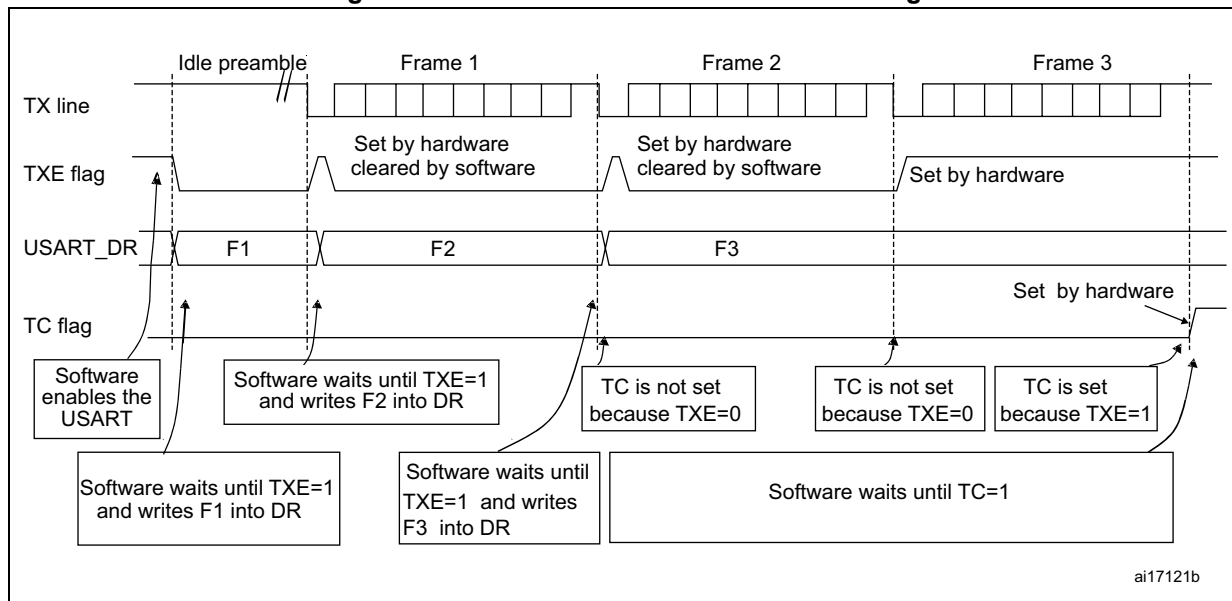 Idle preamble
Frame 1
Frame 2
Frame 3
TX line
Set by hardware
cleared by software
Set by hardware
cleared by software
TXE flag
Set by hardware
USART_DR
F1
F2
F3
Set by hardware
TC flag
Software
enables the
USART
Software waits until TXE=1
and writes F2 into DR
TC is not set
because TXE=0
TC is not set
because TXE=0
TC is set
because TXE=1
Software waits until TXE=1
and writes F1 into DR
Software waits until
TXE=1 and writes
F3 into DR
Software waits until TC=1
ai17121b